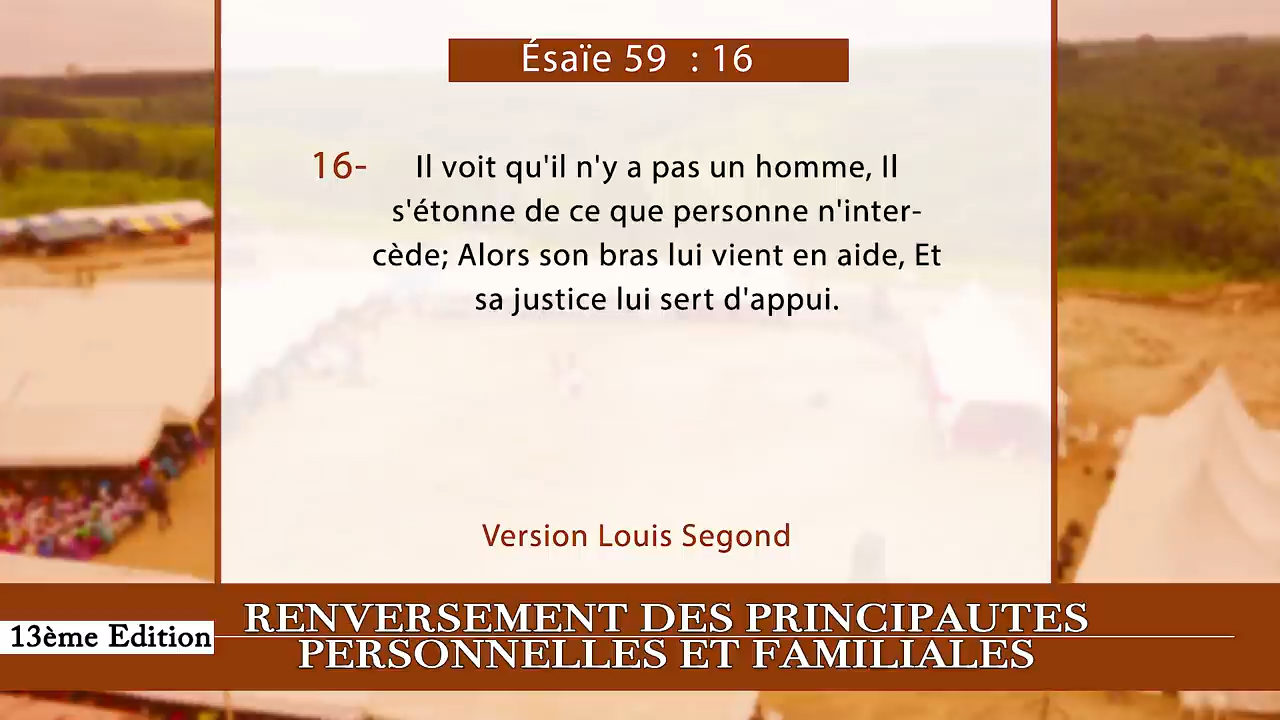 Ésaïe 59 : 16
16- Il voit qu'il n'y a pas un homme, Il
s'étonne de ce que personne n'inter-
cède; Alors son bras lui vient en aide, Et
sa justice lui sert d'appui.
Version Louis Segond
13ème Edition
RENVERSEMENT DES PRINCIPAUTES
PERSONNELLES ET FAMILIALES